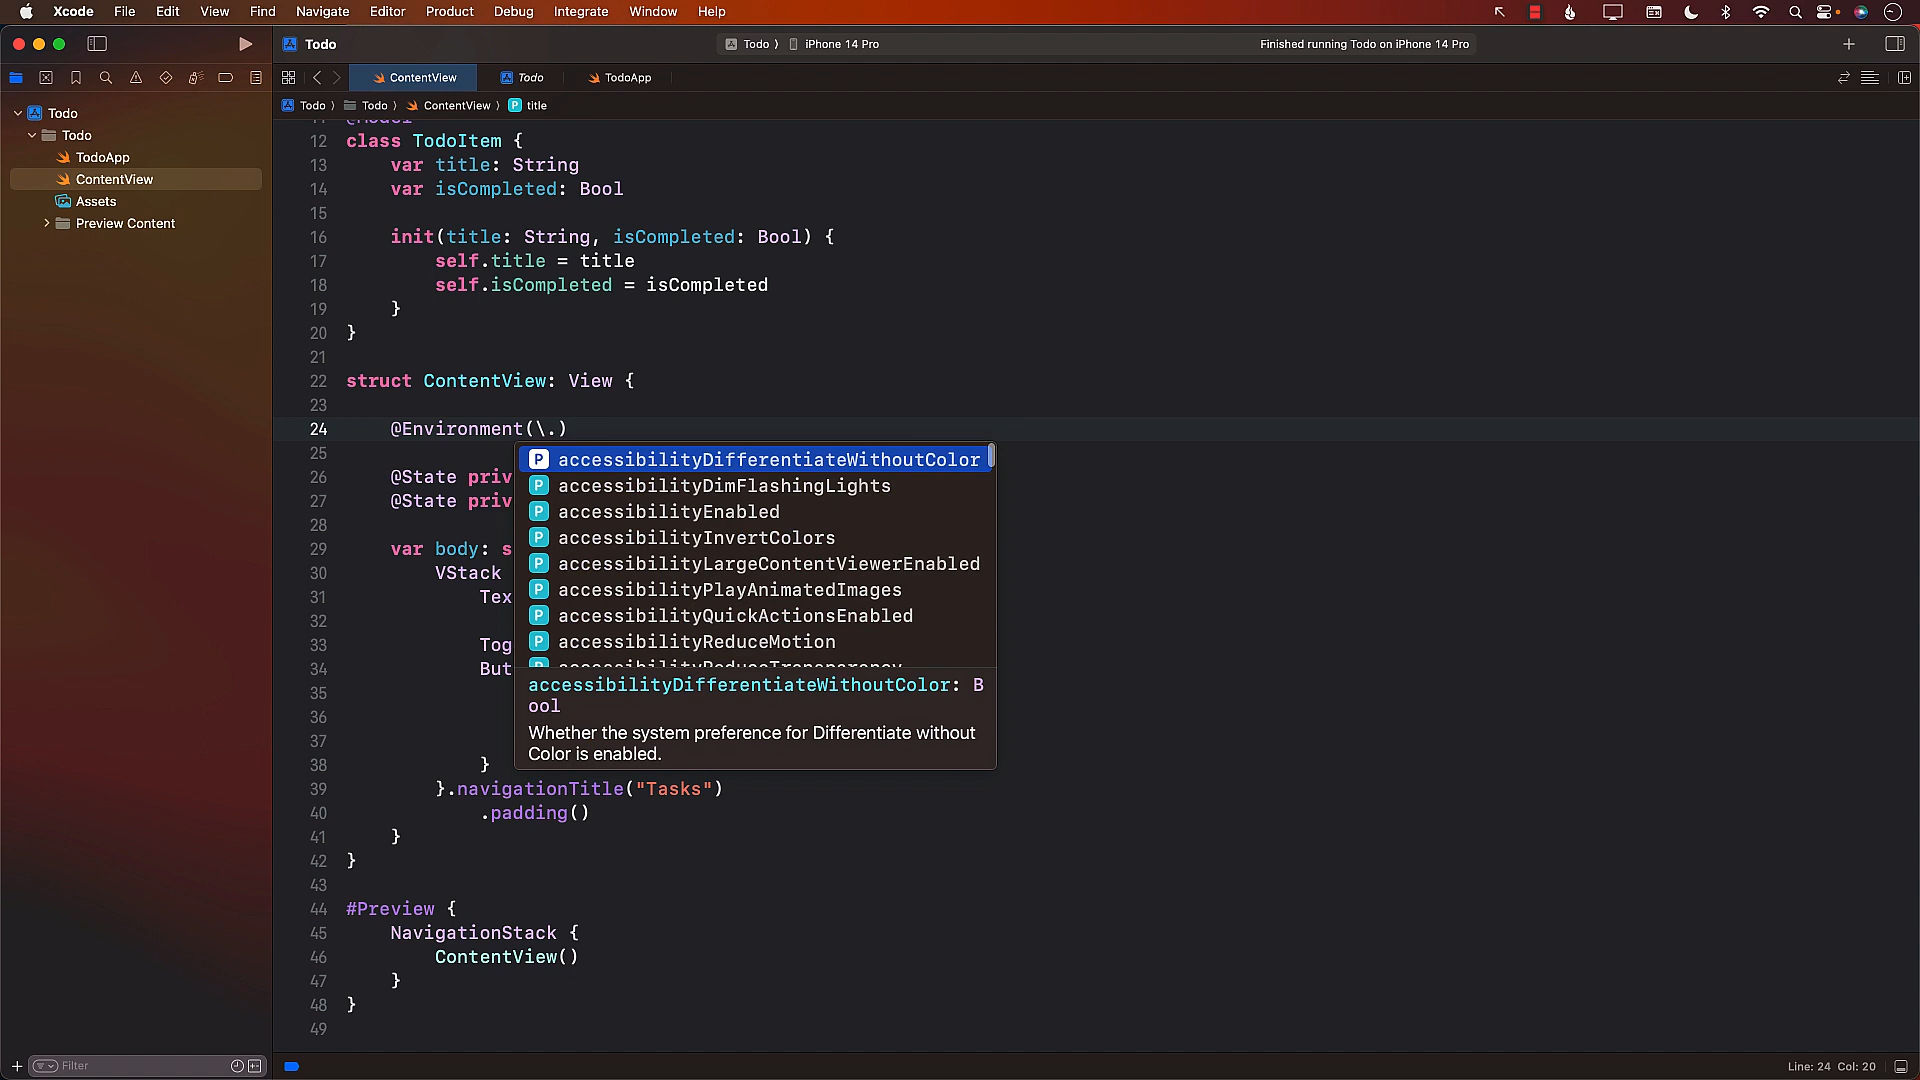 Xcode File Edit View Find Navigate Editor Product Debug Integrate Window Help
Todo
Todo 〉 iPhone 14 Pro
Finished running Todo on iPhone 14 Pro
ContentView
Todo
TodoApp
Todo 〉 Todo 〉 ContentView 〉 P title
Todo
Todo
TodoApp
ContentView
Assets
Preview Content
11 @Model
12 class TodoItem {
13 var title: String
14 var isCompleted: Bool
15
16 init(title: String, isCompleted: Bool) {
17 self.title = title
18 self.isCompleted = isCompleted
19 }
20 }
21
22 struct ContentView: View {
23
24 @Environment(\.)
25
26 @State priv
27 @State priv
28
29 var body: s
30 VStack
31 Tex
32
33 Tog
34 But
35
36
37
38 }
39 }.navigationTitle("Tasks")
40 .padding()
41 }
42 }
43
44 #Preview {
45 NavigationStack {
46 ContentView()
47 }
48 }
49
P accessibilityDifferentiateWithoutColor
P accessibilityDimFlashingLights
P accessibilityEnabled
P accessibilityInvertColors
P accessibilityLargeContentViewerEnabled
P accessibilityPlayAnimatedImages
P accessibilityQuickActionsEnabled
P accessibilityReduceMotion
P accessibilityReduceTransparency
accessibilityDifferentiateWithoutColor: B
ool
Whether the system preference for Differentiate without
Color is enabled.
Filter
Line: 24 Col: 20